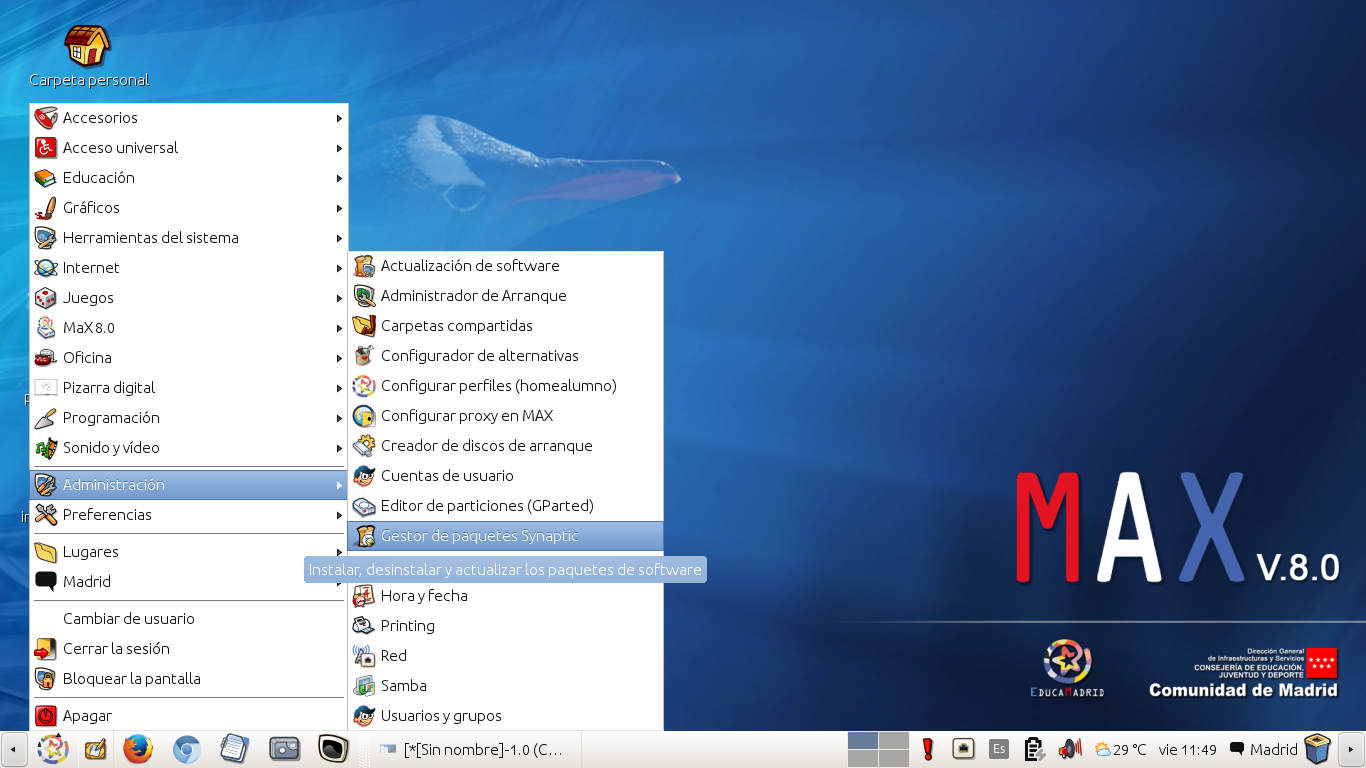 Carpeta personal
Accesorios
Acceso universal
Educación
Gráficos
Herramientas del sistema
Internet
Juegos
MaX 8.0
Oficina
Pizarra digital
Programación
Sonido y vídeo
Administración
Preferencias
Lugares
Madrid
Cambiar de usuario
Cerrar la sesión
Bloquear la pantalla
Apagar
Actualización de software
Administrador de Arranque
Carpetas compartidas
Configurador de alternativas
Configurar perfiles (homealumno)
Configurar proxy en MAX
Creador de discos de arranque
Cuentas de usuario
Editor de particiones (GParted)
Gestor de paquetes Synaptic
Instalar, desinstalar y actualizar los paquetes de software
Hora y fecha
Printing
Red
Samba
Usuarios y grupos
MAX V.8.0
EDUCAMADRID
Dirección General
de Infraestructuras y Servicios
CONSEJERÍA DE EDUCACIÓN,
JUVENTUD Y DEPORTE
Comunidad de Madrid
[*[Sin nombre]-1.0 (C...
Es
29 °C
vie 11:49
Madrid